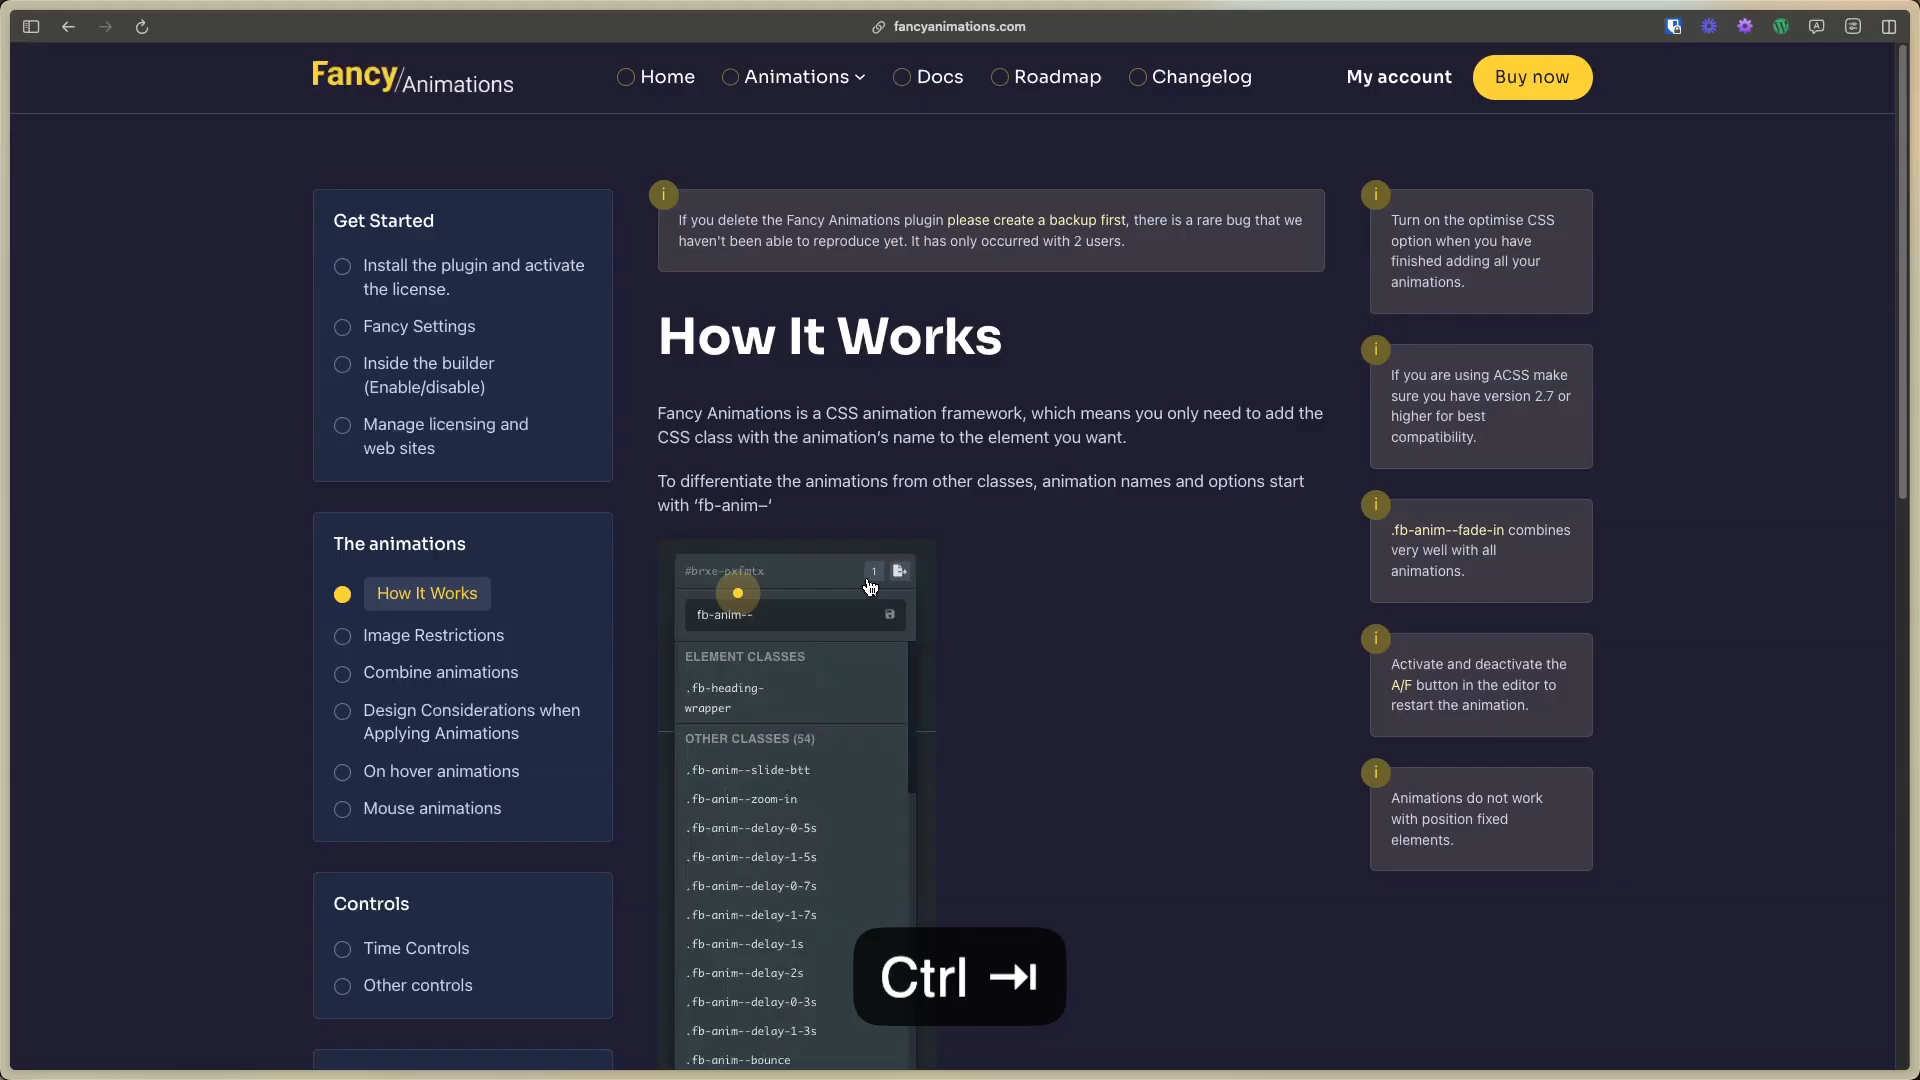 fancyanimations.com
Fancy/Animations
Home
Animations
Docs
Roadmap
Changelog
My account
Buy now
Get Started
Install the plugin and activate
the license.
Fancy Settings
Inside the builder
(Enable/disable)
Manage licensing and
web sites
The animations
How It Works
Image Restrictions
Combine animations
Design Considerations when
Applying Animations
On hover animations
Mouse animations
Controls
Time Controls
Other controls
i
If you delete the Fancy Animations plugin please create a backup first, there is a rare bug that we
haven't been able to reproduce yet. It has only occurred with 2 users.
How It Works
Fancy Animations is a CSS animation framework, which means you only need to add the
CSS class with the animation’s name to the element you want.
To differentiate the animations from other classes, animation names and options start
with ‘fb-anim–‘
#brxe-pxfmtx
1
fb-anim--
ELEMENT CLASSES
.fb-heading-
wrapper
OTHER CLASSES (54)
.fb-anim--slide-btt
.fb-anim--zoom-in
.fb-anim--delay-0-5s
.fb-anim--delay-1-5s
.fb-anim--delay-0-7s
.fb-anim--delay-1-7s
.fb-anim--delay-1s
.fb-anim--delay-2s
.fb-anim--delay-0-3s
.fb-anim--delay-1-3s
.fb-anim--bounce
Ctrl ⇥
i
Turn on the optimise CSS
option when you have
finished adding all your
animations.
i
If you are using ACSS make
sure you have version 2.7 or
higher for best
compatibility.
i
.fb-anim--fade-in combines
very well with all
animations.
i
Activate and deactivate the
A/F button in the editor to
restart the animation.
i
Animations do not work
with position fixed
elements.